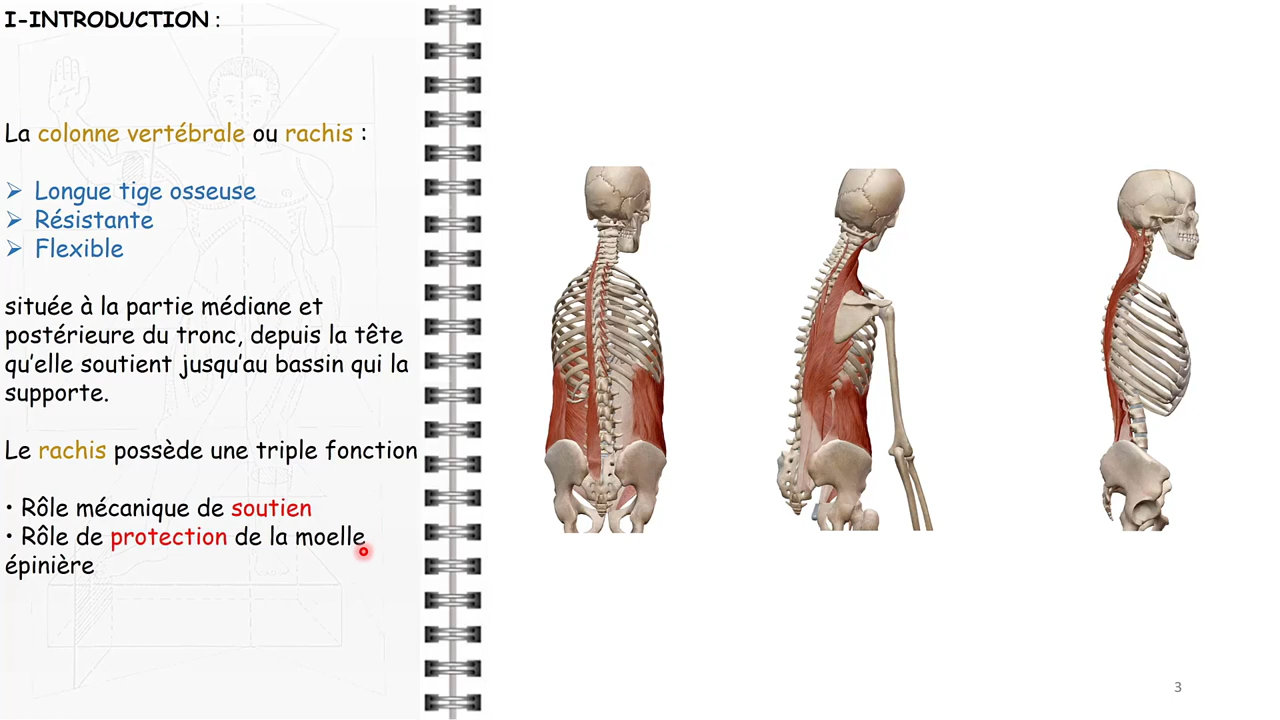 I-INTRODUCTION :
La colonne vertébrale ou rachis :
➢ Longue tige osseuse
➢ Résistante
➢ Flexible
située à la partie médiane et
postérieure du tronc, depuis la tête
qu’elle soutient jusqu’au bassin qui la
supporte.
Le rachis possède une triple fonction
• Rôle mécanique de soutien
• Rôle de protection de la moelle
épinière
3